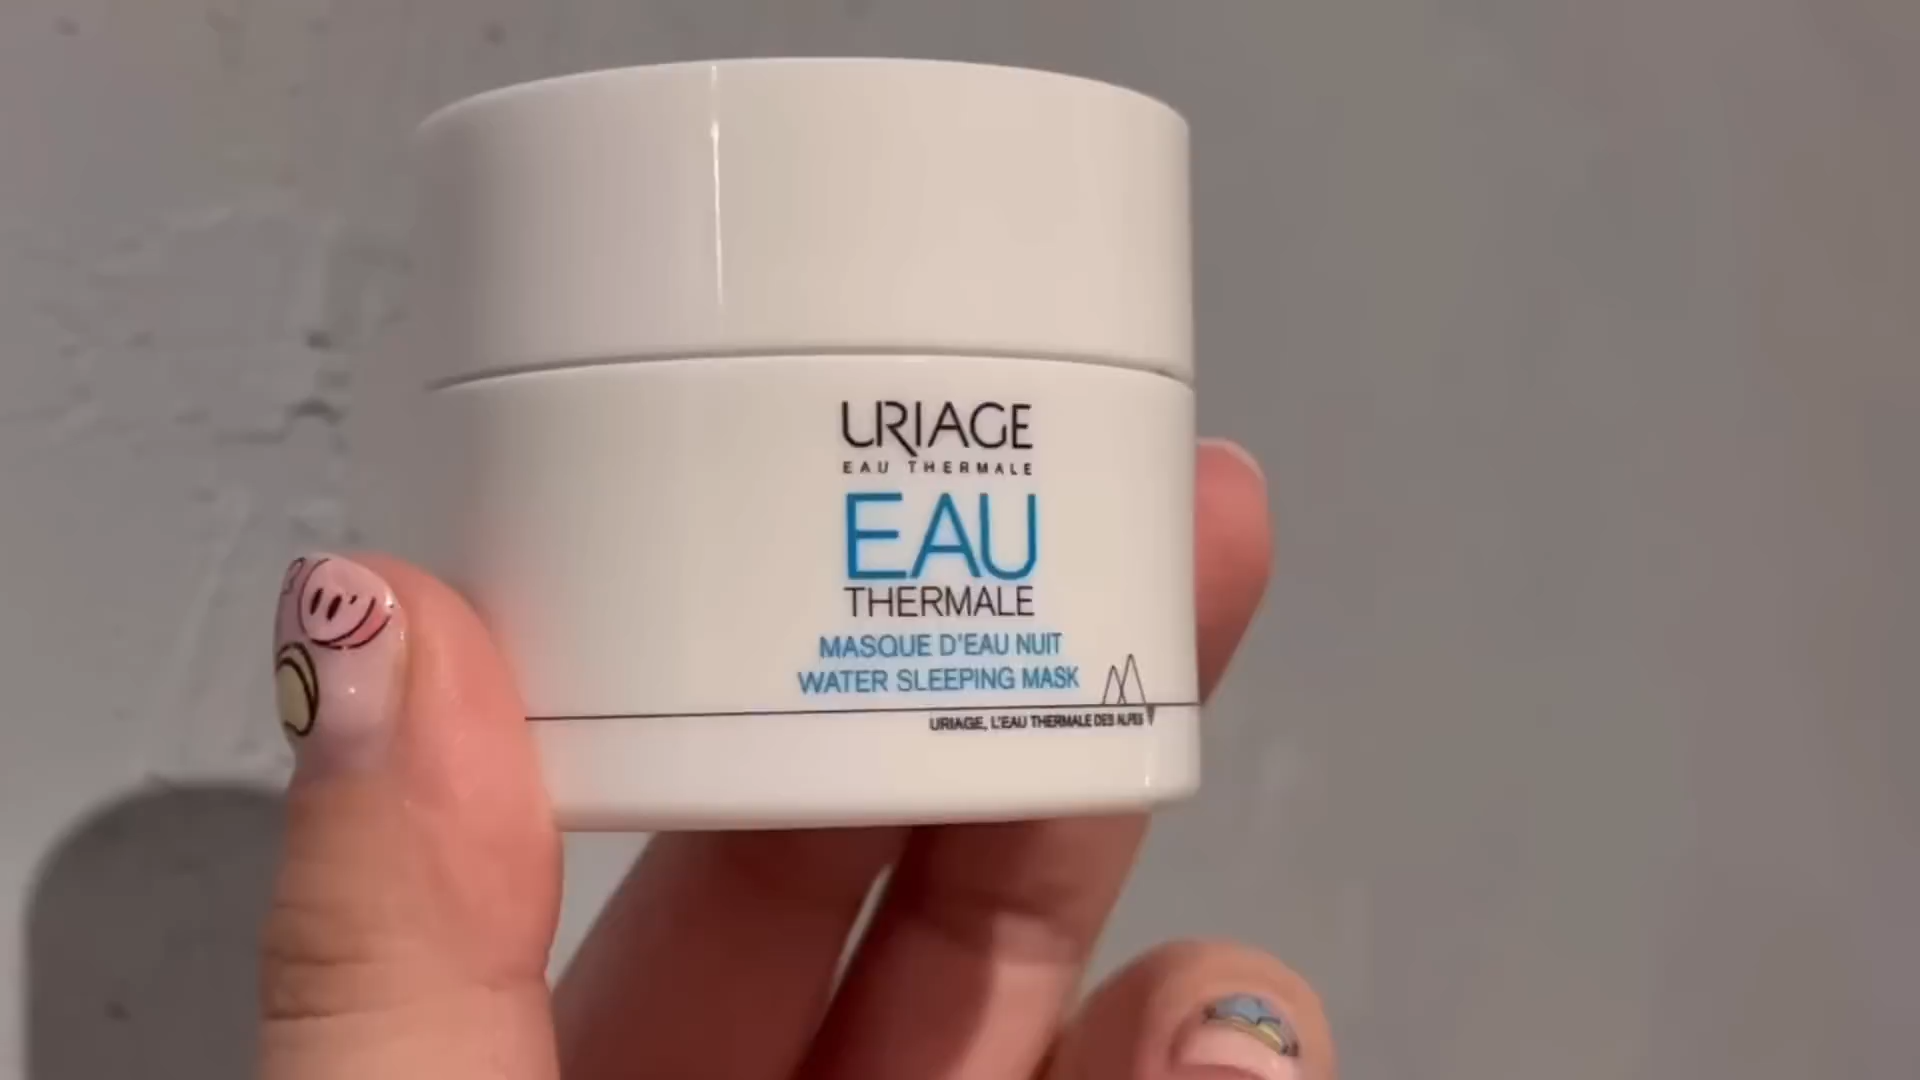 URIAGE
EAU THERMALE
EAU
THERMALE
MASQUE D'EAU NUIT
WATER SLEEPING MASK
URIAGE, L'EAU THERMALE DES ALPES